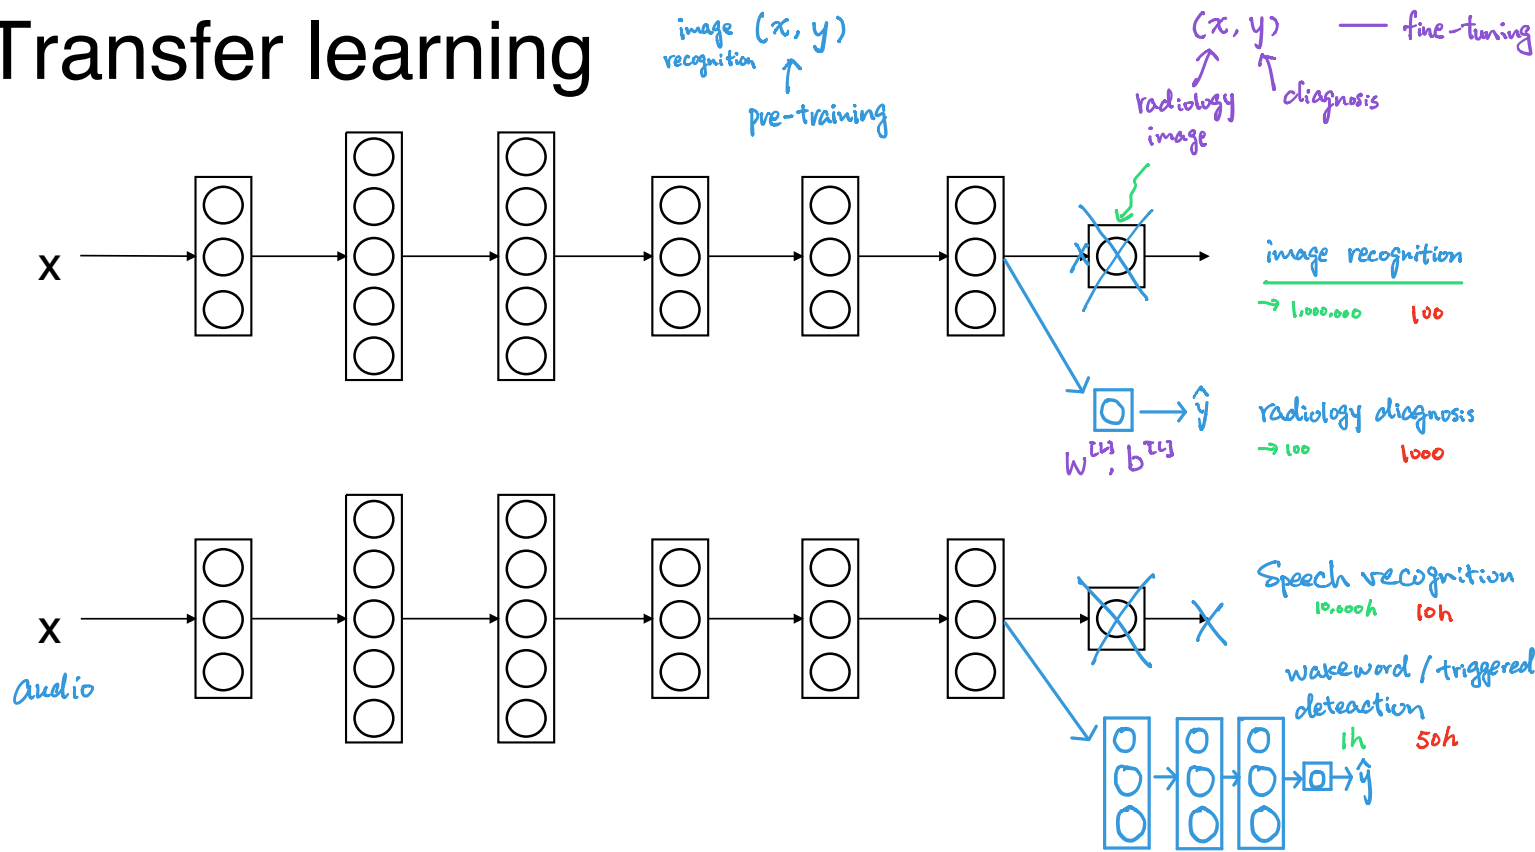 Transfer learning
image (x, y)
recognition
pre-training
(x, y) — fine-tuning
radiology
image
diagnosis
x
image recognition
→ 1,000,000 100
ŷ
radiology diagnosis
→ 100 1000
W[L], b[L]
x
audio
Speech recognition
10,000h 10h
wakeword / triggered
deteaction
1h 50h
ŷ